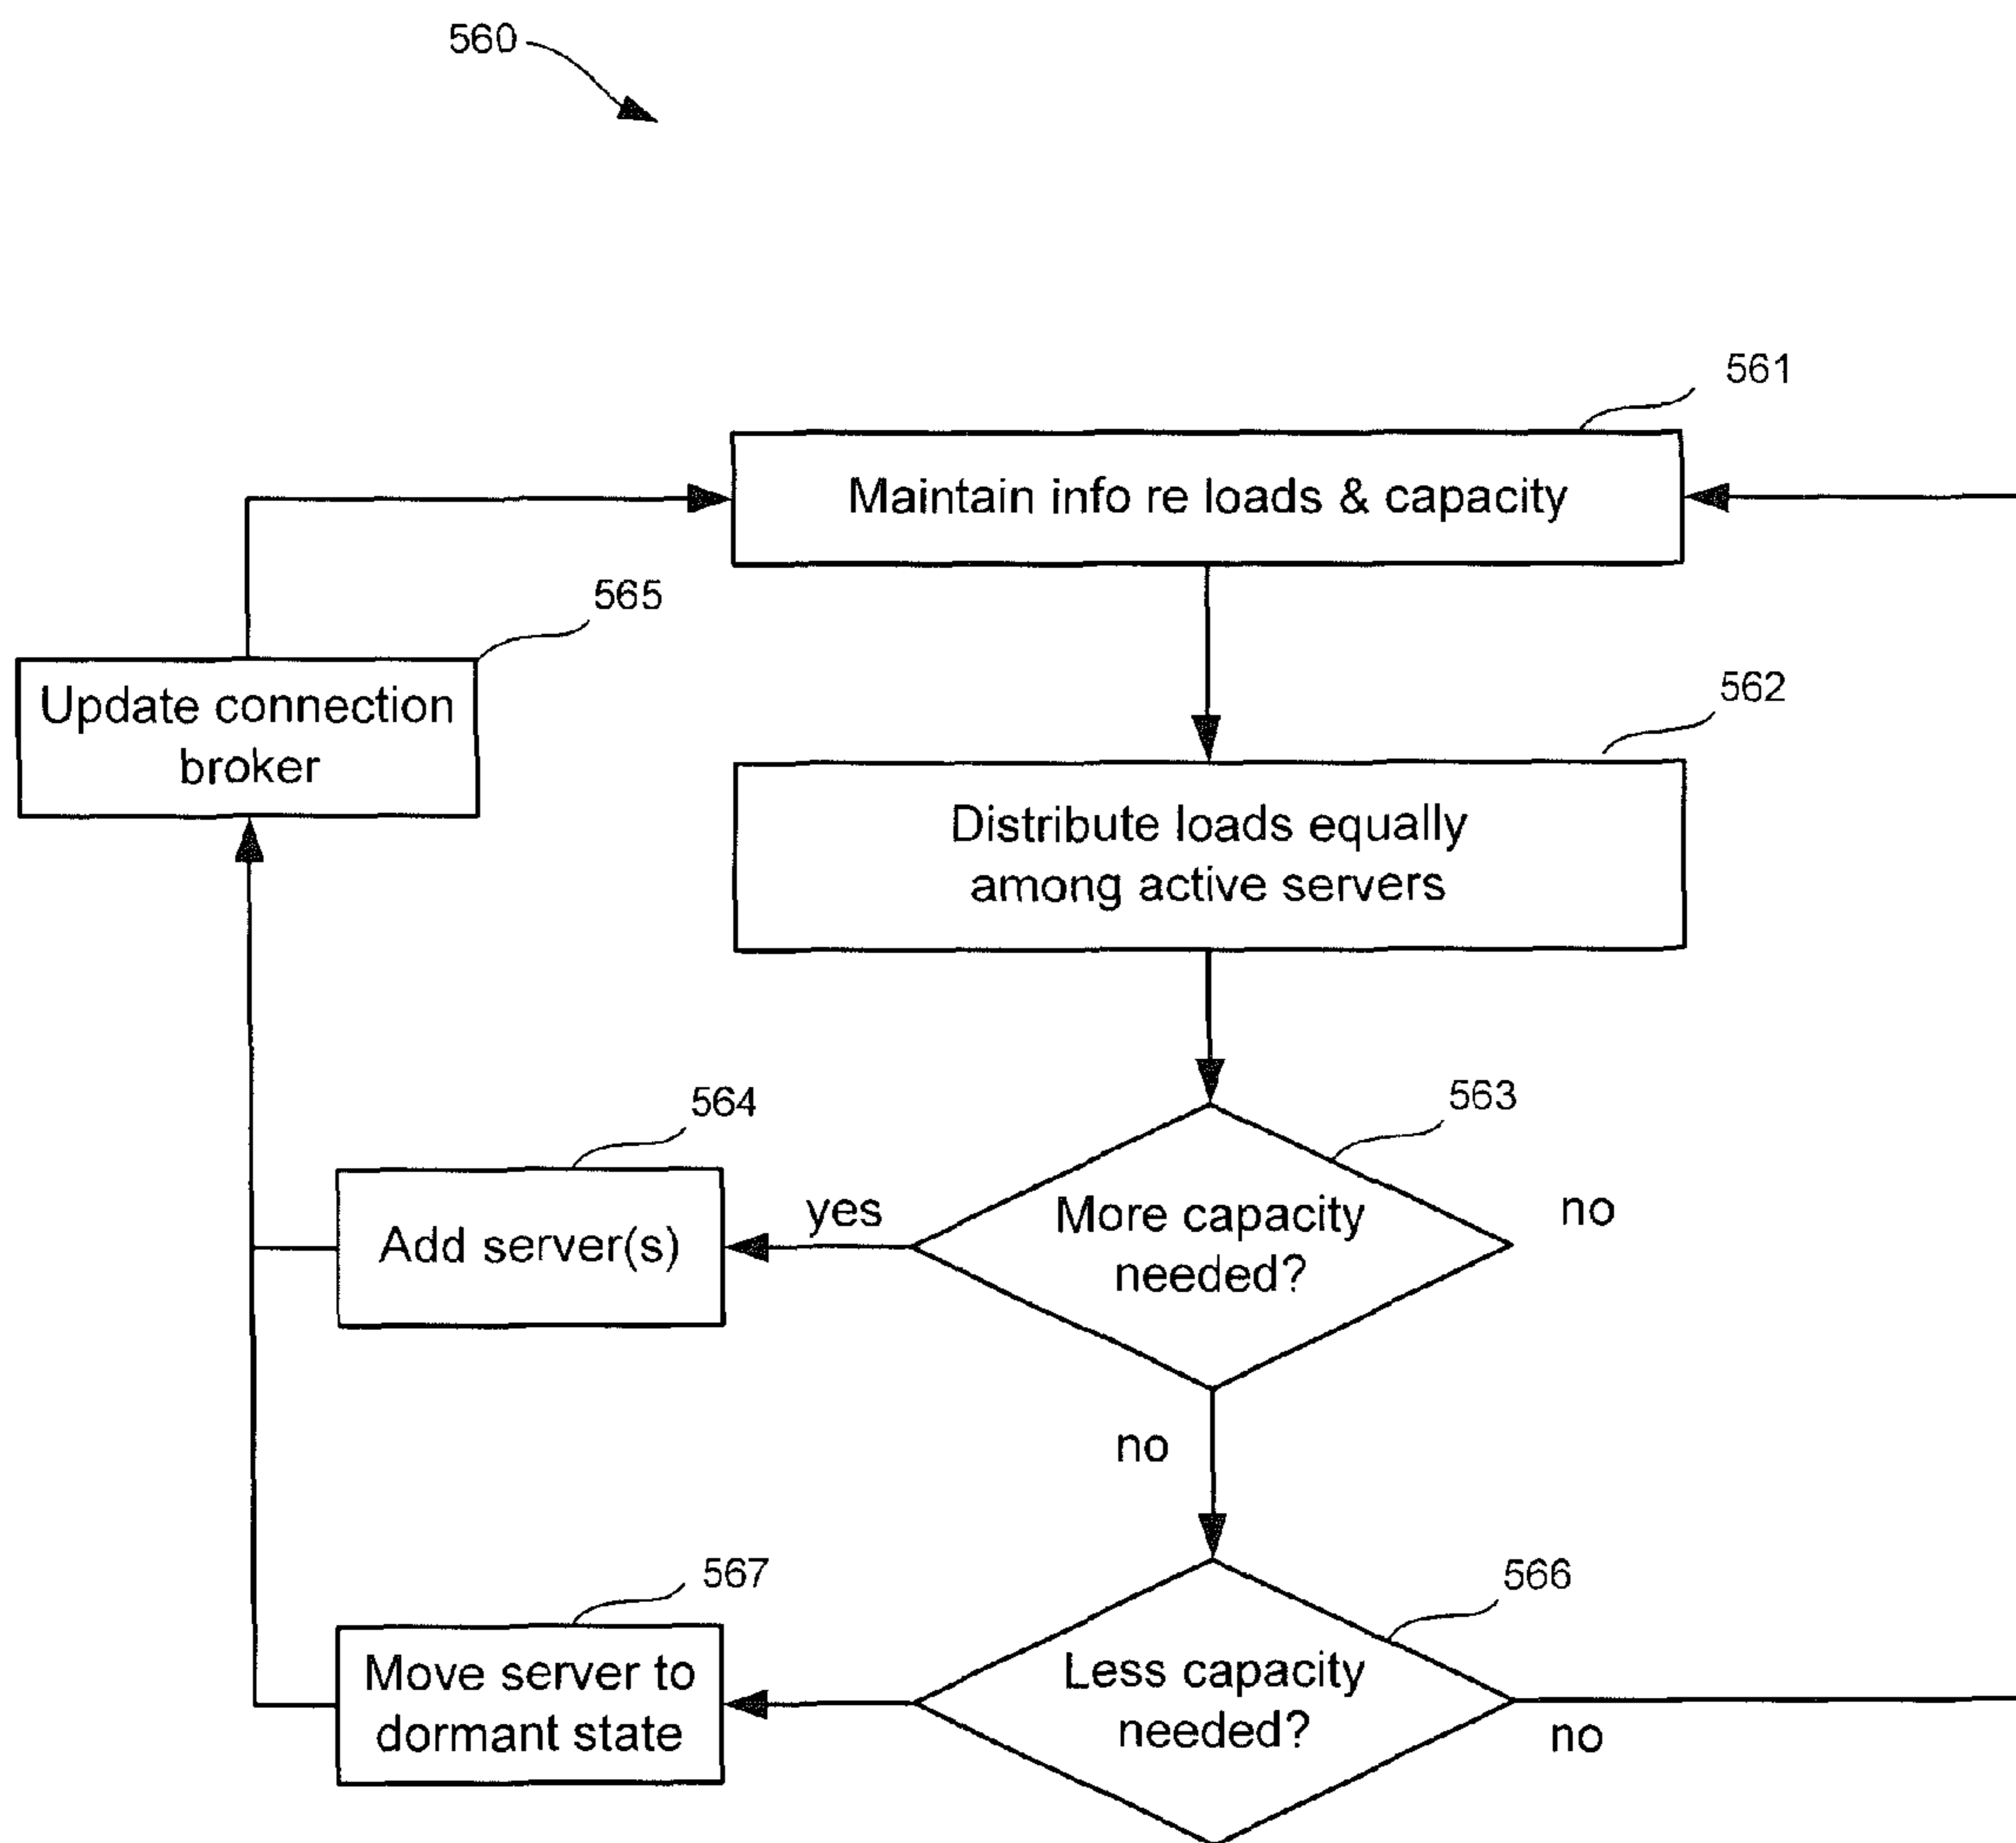 560
561
Maintain info re loads & capacity
565
Update connection
broker
562
Distribute loads equally
among active servers
563
More capacity
needed?
no
yes
564
Add server(s)
no
566
Less capacity
needed?
no
567
Move server to
dormant state